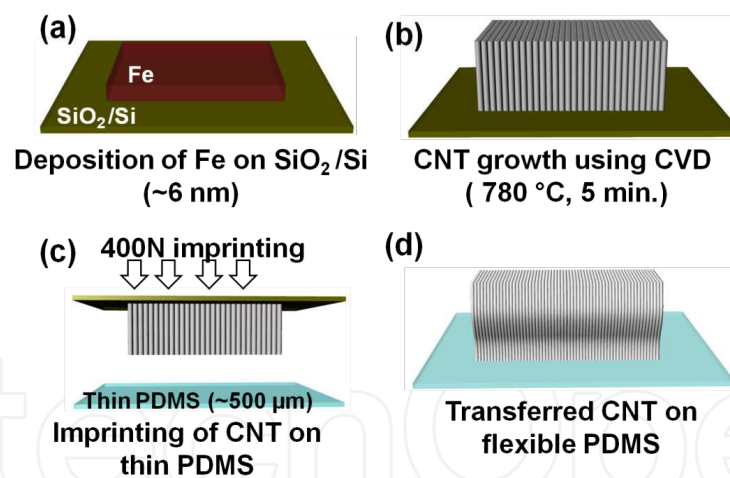 (a)
Fe
SiO2/Si
Deposition of Fe on SiO2/Si
(~6 nm)
(b)
CNT growth using CVD
( 780 °C, 5 min.)
(c)
400N imprinting
Thin PDMS (~500 µm)
Imprinting of CNT on
thin PDMS
(d)
Transferred CNT on
flexible PDMS